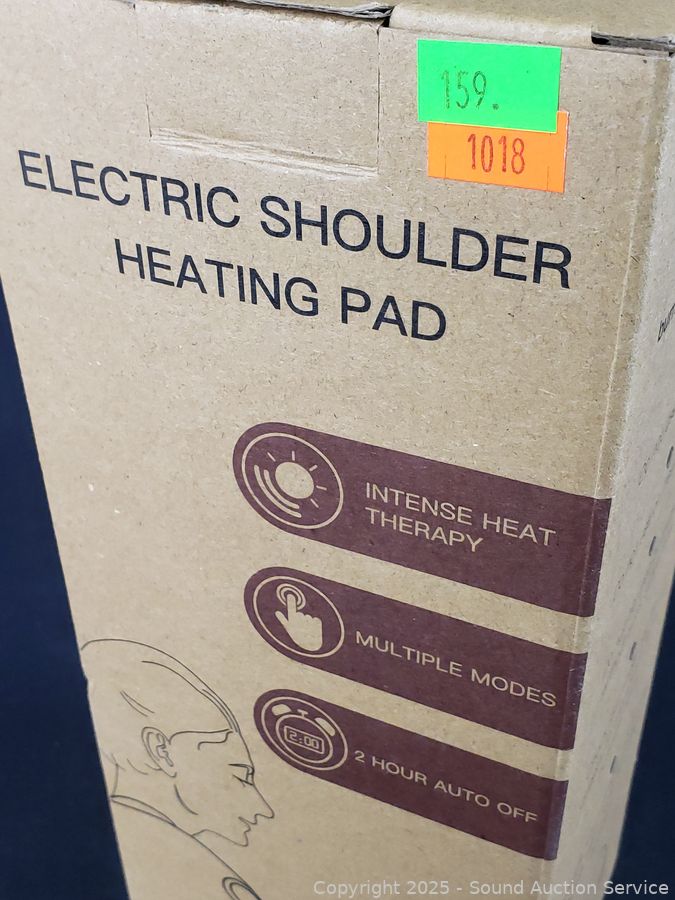 159.
1018
ELECTRIC SHOULDER
HEATING PAD
INTENSE HEAT
THERAPY
MULTIPLE MODES
2:00
2 HOUR AUTO OFF
Copyright 2025 - Sound Auction Service